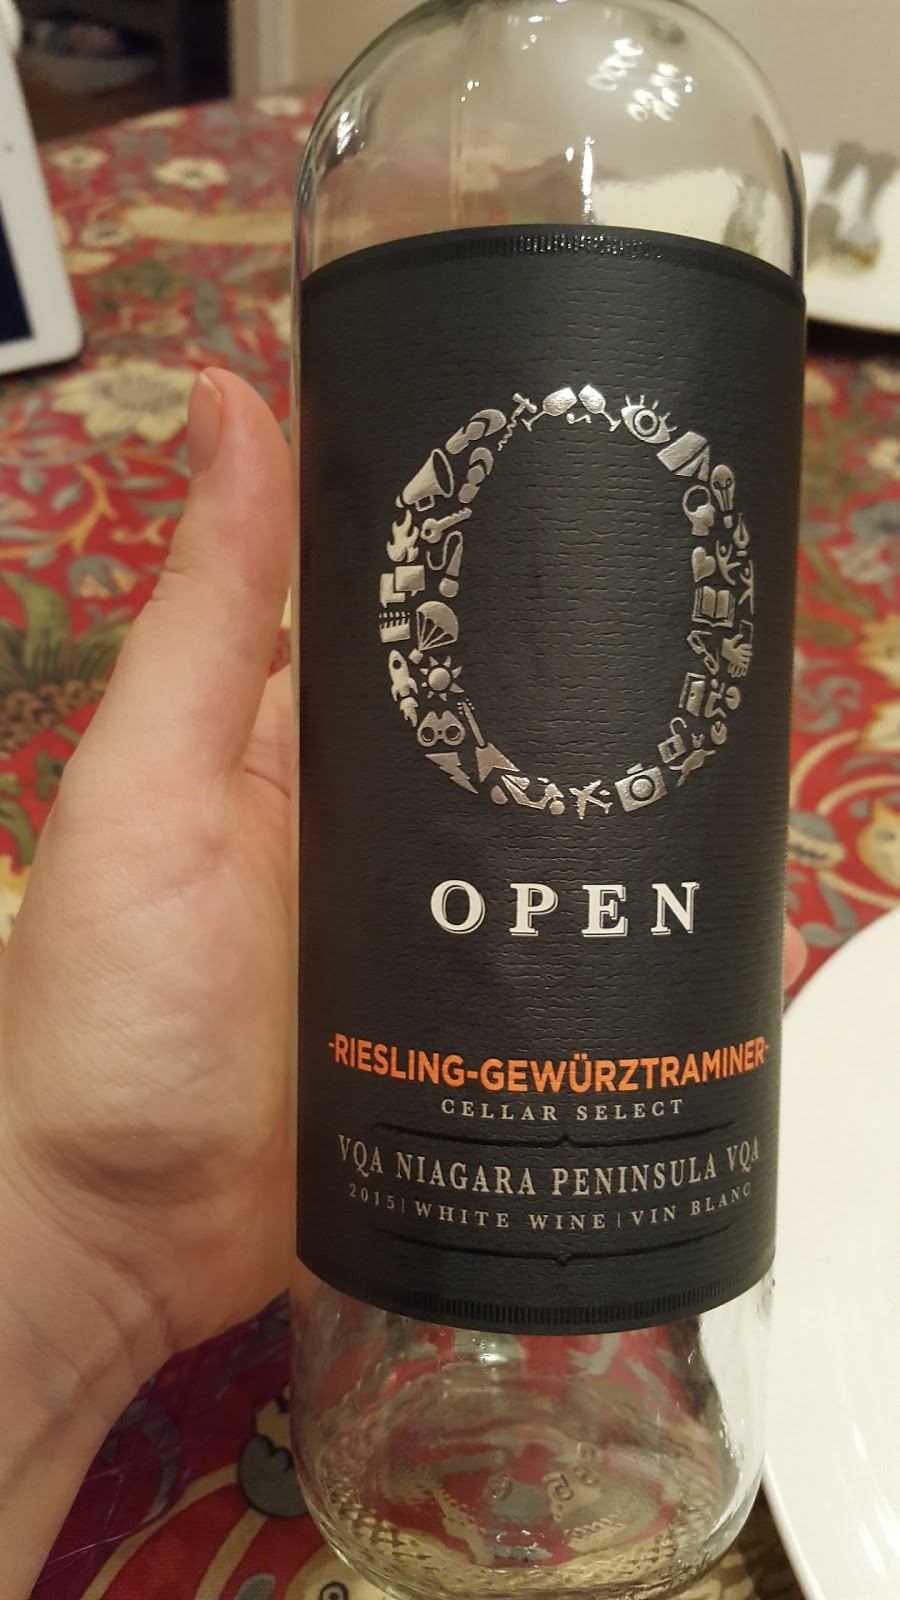 OPEN
-RIESLING-GEWÜRZTRAMINER-
CELLAR SELECT
VQA NIAGARA PENINSULA VQA
2015 | WHITE WINE | VIN BLANC